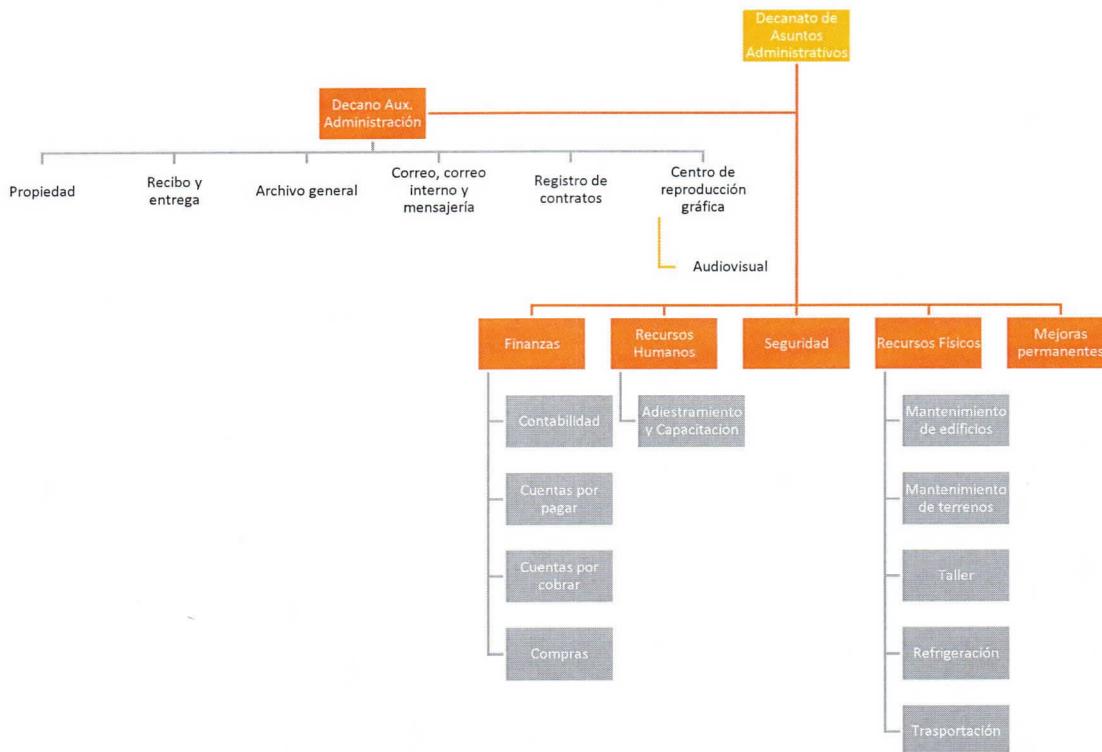 Decanato de
Asuntos
Administrativos
Decano Aux.
Administración
Propiedad
Recibo y
entrega
Archivo general
Correo, correo
interno y
mensajería
Registro de
contratos
Centro de
reproducción
gráfica
Audiovisual
Finanzas
Recursos
Humanos
Seguridad
Recursos Físicos
Mejoras
permanentes
Contabilidad
Cuentas por
pagar
Cuentas por
cobrar
Compras
Adiestramiento
y Capacitación
Mantenimiento
de edificios
Mantenimiento
de terrenos
Taller
Refrigeración
Trasportación